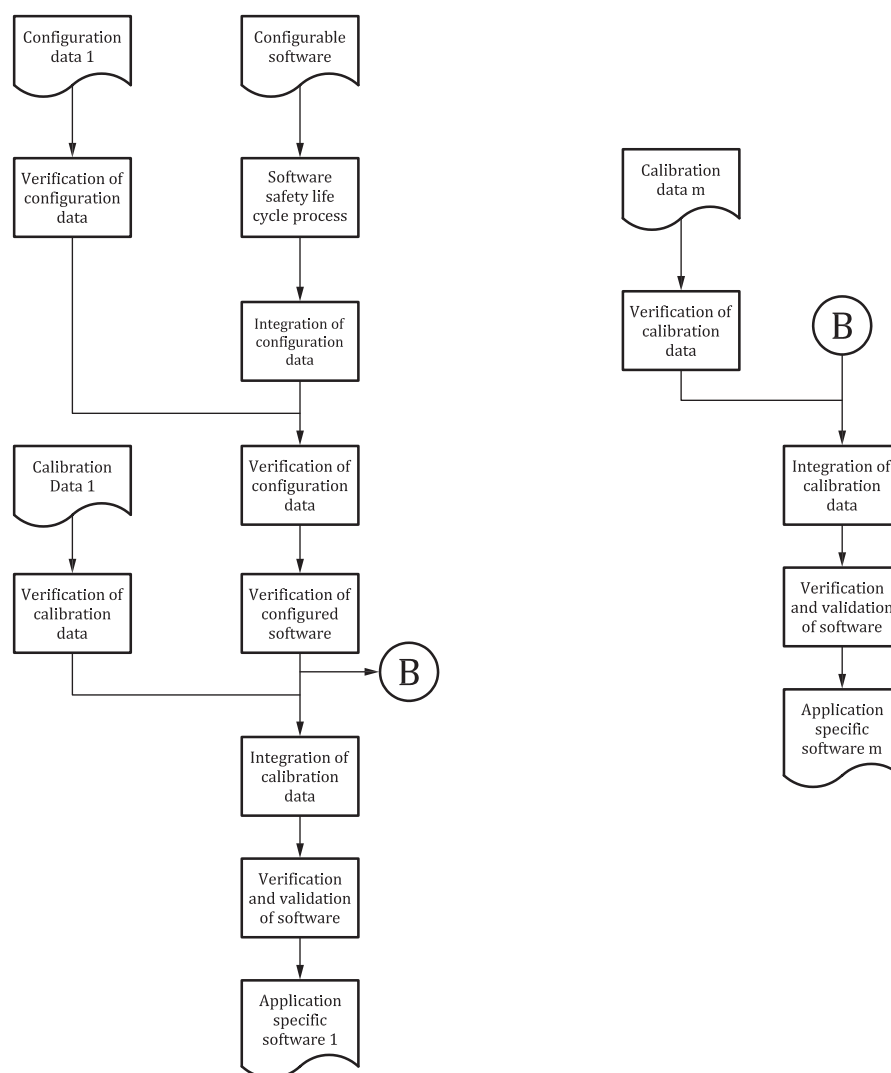 Configuration
data 1
Configurable
software
Verification of
configuration
data
Software
safety life
cycle process
Integration of
configuration
data
Calibration
Data 1
Verification of
configuration
data
Verification of
calibration
data
Verification of
configured
software
B
Integration of
calibration
data
Verification
and validation
of software
Application
specific
software 1
Calibration
data m
Verification of
calibration
data
B
Integration of
calibration
data
Verification
and validation
of software
Application
specific
software m